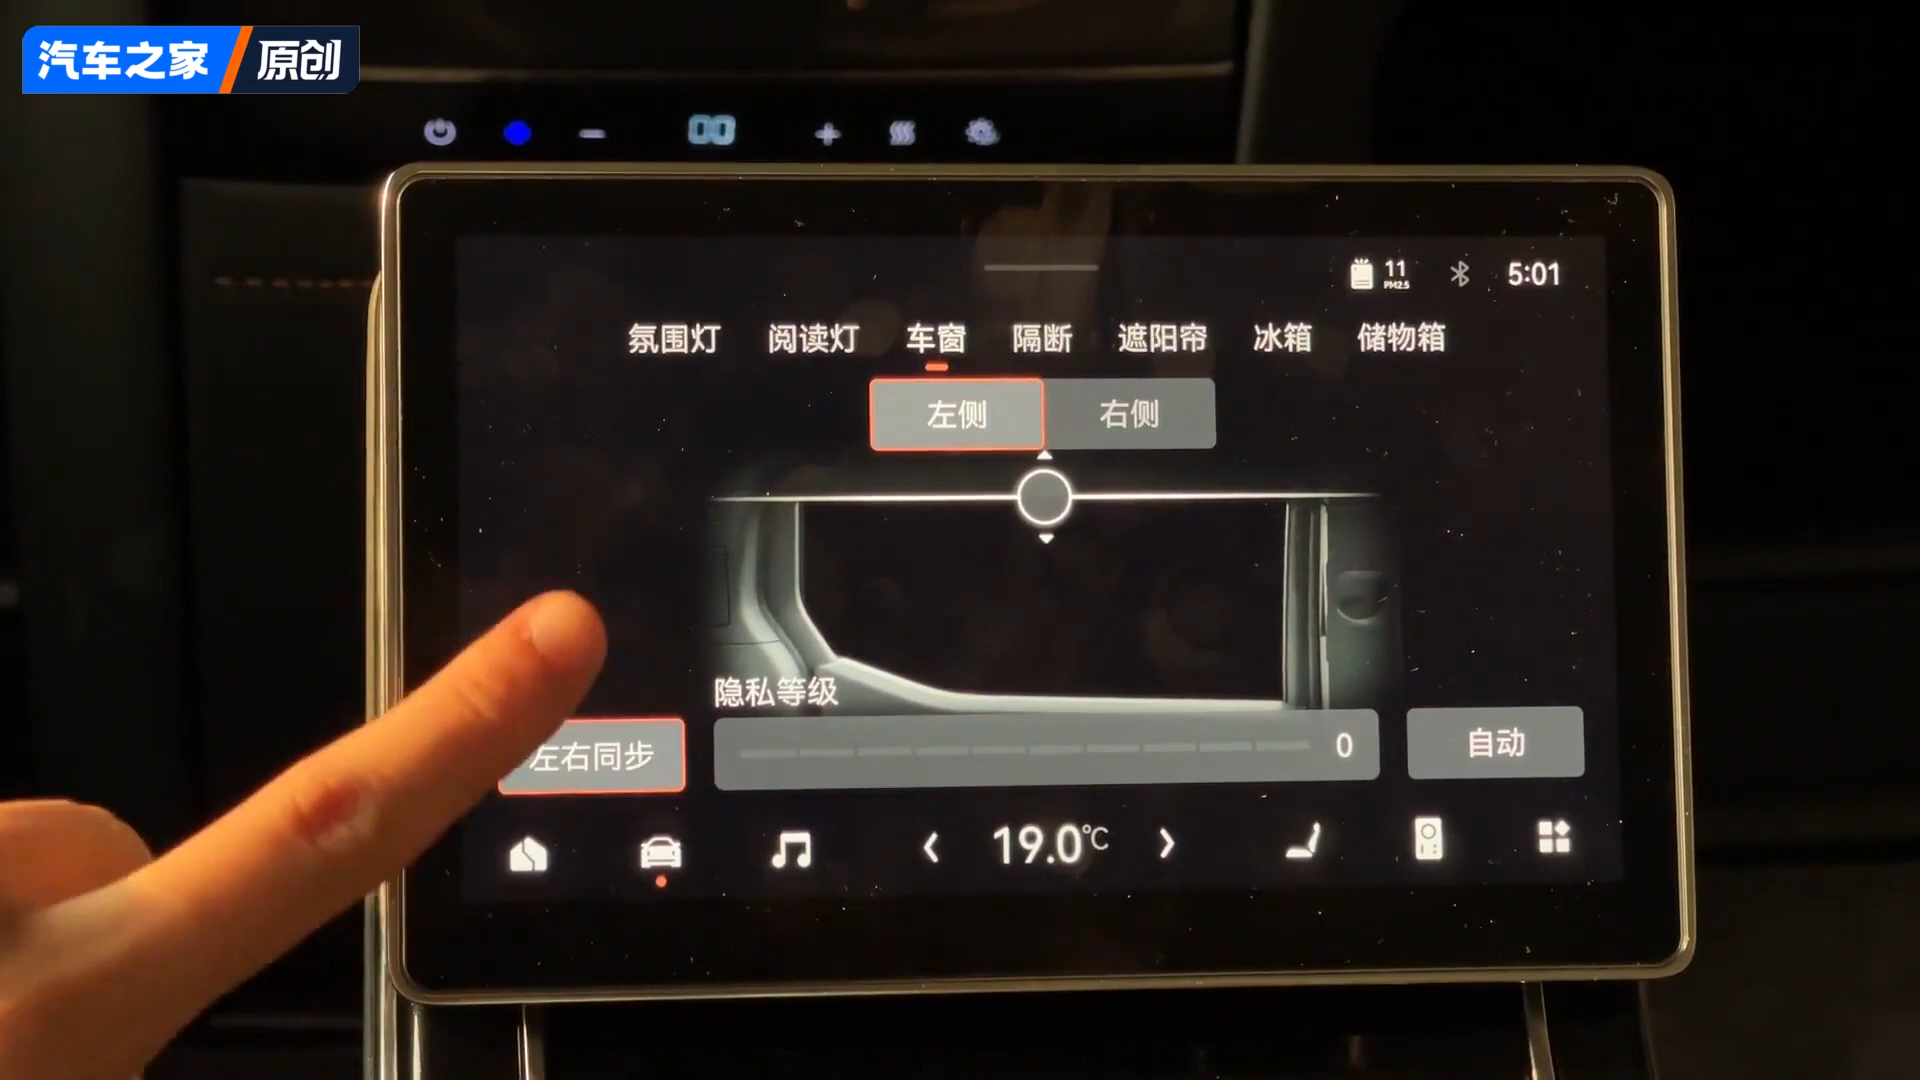 汽车之家 原创
00
11
PM2.5
5:01
氛围灯 阅读灯 车窗 隔断 遮阳帘 冰箱 储物箱
左侧 右侧
隐私等级
左右同步 0 自动
19.0℃